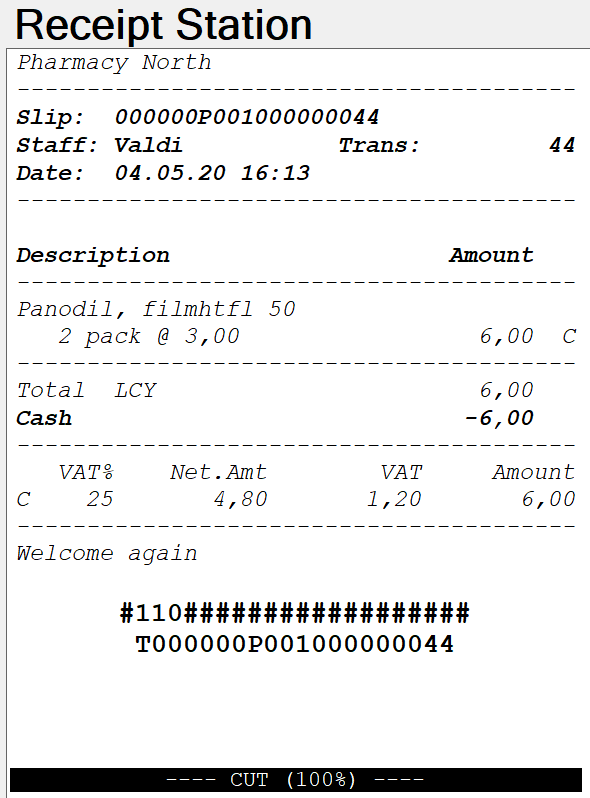 Receipt Station
Pharmacy North
----------------------------------------
Slip: 000000P001000000044
Staff: Valdi Trans: 44
Date: 04.05.20 16:13
----------------------------------------
Description Amount
----------------------------------------
Panodil, filmhtfl 50
2 pack @ 3,00 6,00 C
----------------------------------------
Total LCY 6,00
Cash -6,00
----------------------------------------
VAT% Net.Amt VAT Amount
C 25 4,80 1,20 6,00
----------------------------------------
Welcome again
#110##################
T000000P001000000044
---- CUT (100%) ----